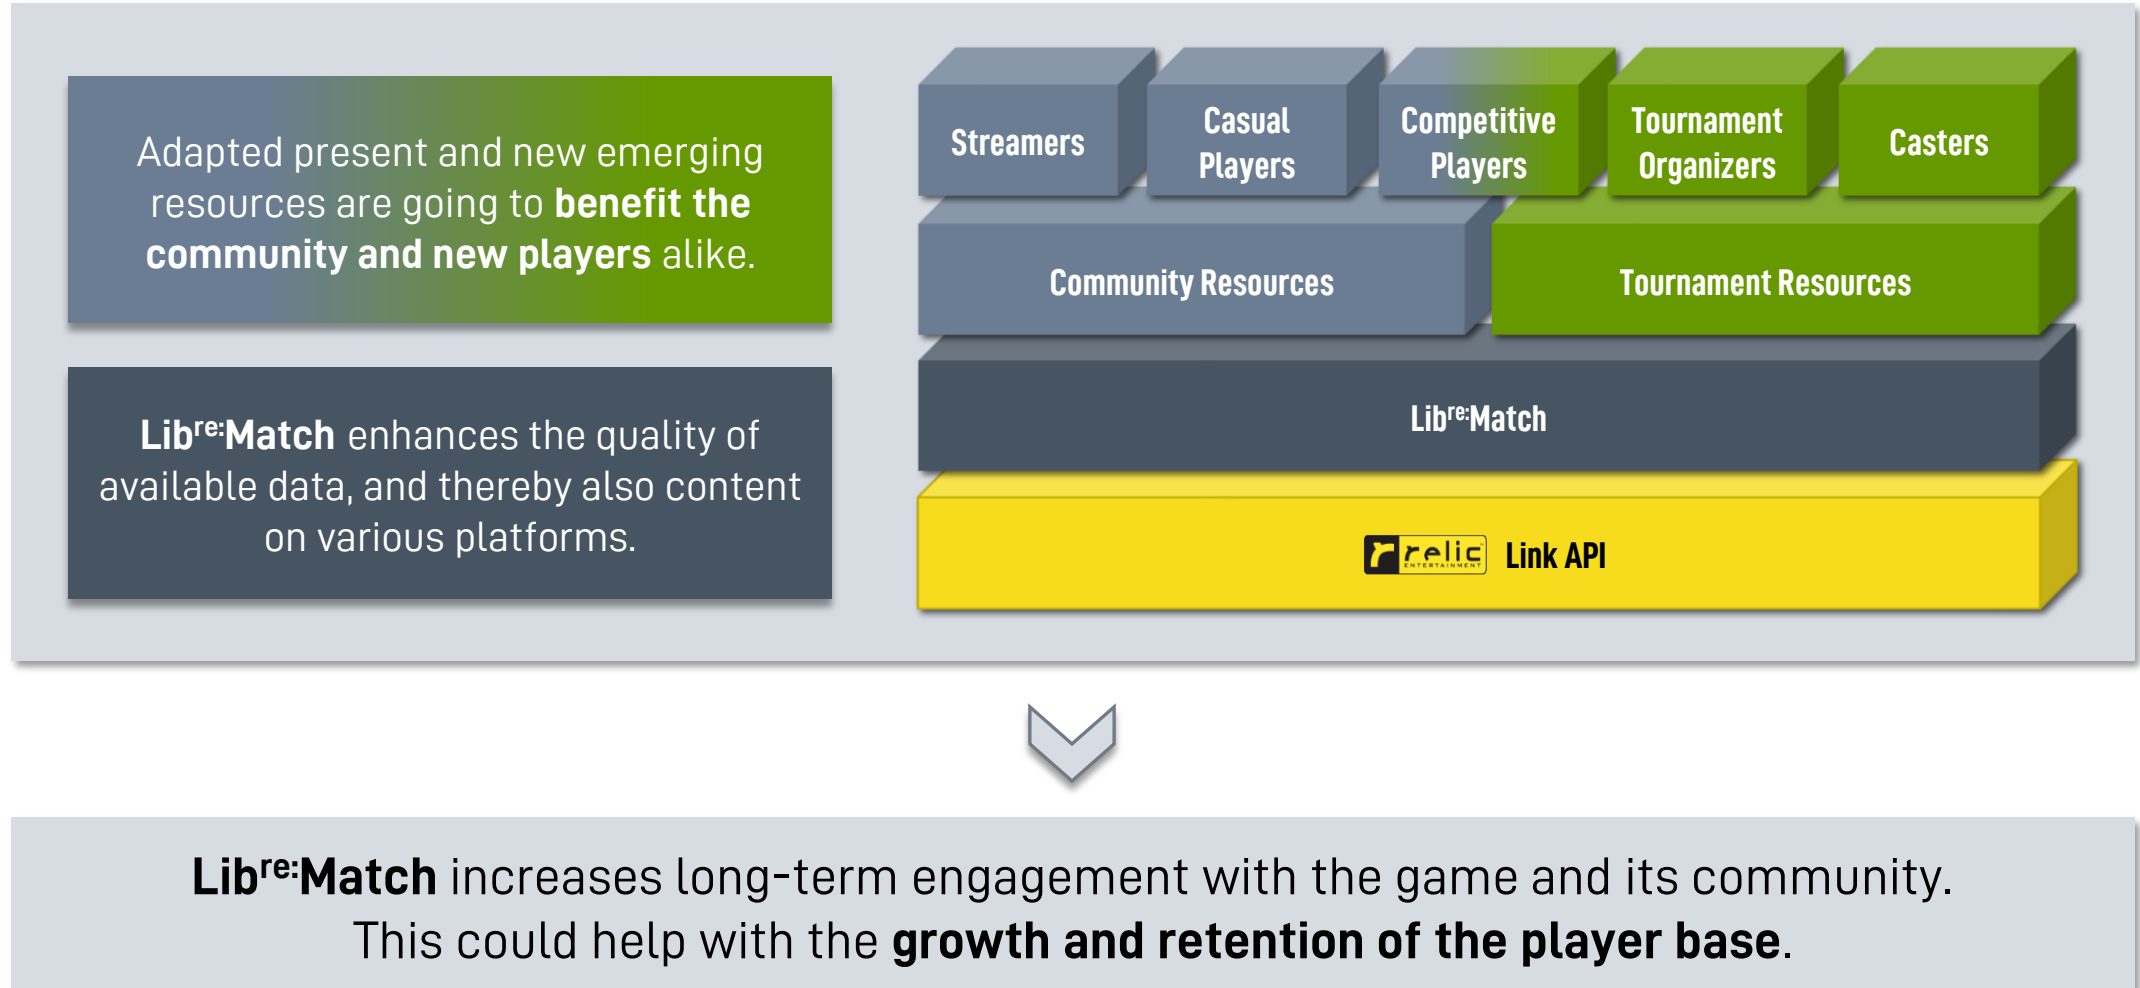 Adapted present and new emerging
resources are going to benefit the
community and new players alike.
Libre:Match enhances the quality of
available data, and thereby also content
on various platforms.
Streamers
Casual
Players
Competitive
Players
Tournament
Organizers
Casters
Community Resources
Tournament Resources
Libre:Match
relic
ENTERTAINMENT
Link API
Libre:Match increases long-term engagement with the game and its community.
This could help with the growth and retention of the player base.